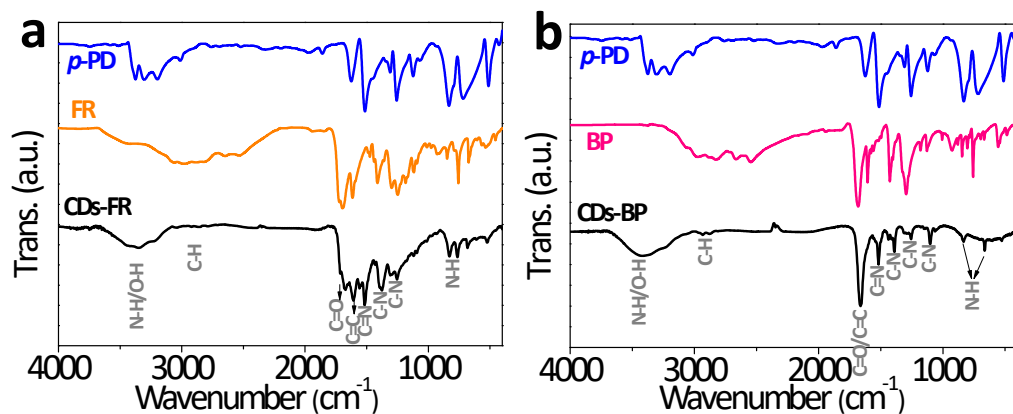 a
p-PD
FR
CDs-FR
N-H/O-H
C-H
C=O
C=C
C=N
C-N
C-N
N-H
Trans. (a.u.)
4000
3000
2000
1000
Wavenumber (cm-1)
b
p-PD
BP
CDs-BP
N-H/O-H
C-H
C=O/C=C
C=N
C-N
C-N
C-N
N-H
Trans. (a.u.)
4000
3000
2000
1000
Wavenumber (cm-1)